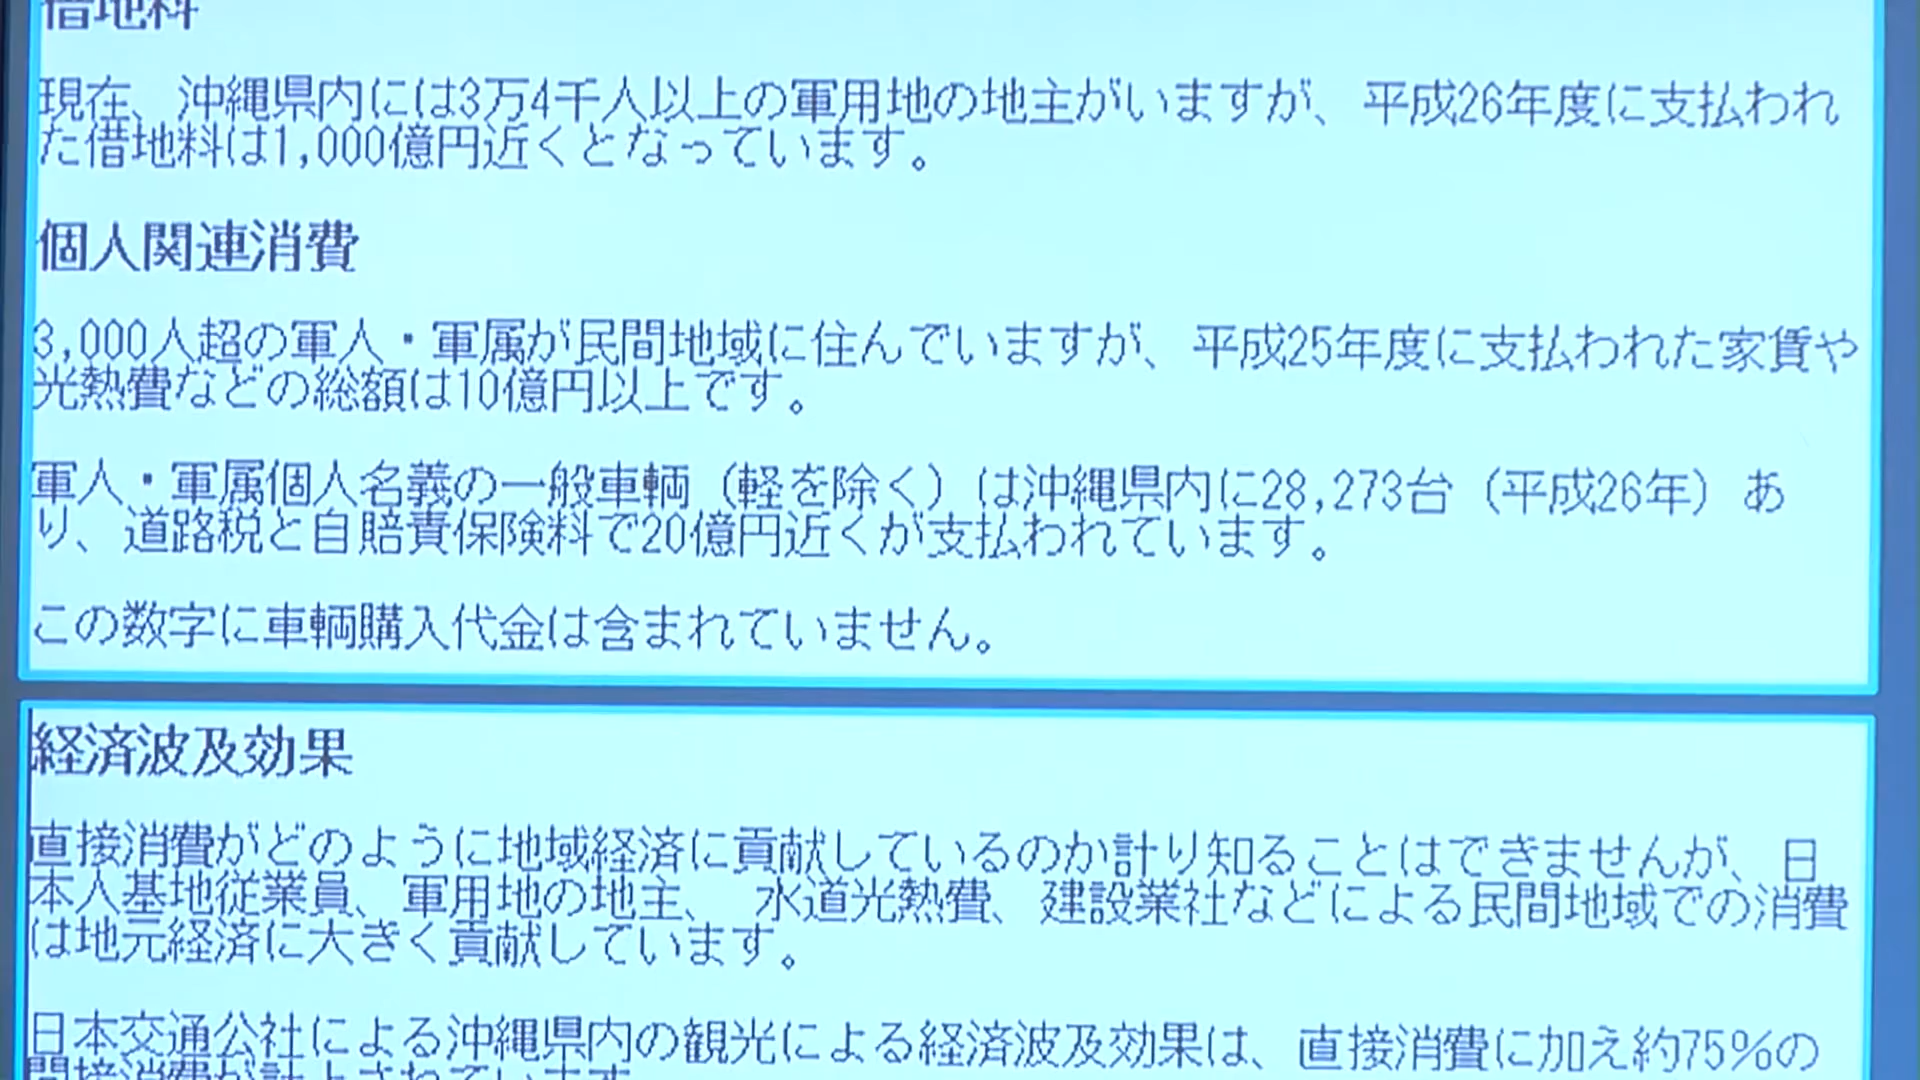 借地料
現在、沖縄県内には3万4千人以上の軍用地の地主がいますが、平成26年度に支払われ
た借地料は1,000億円近くとなっています。
個人関連消費
3,000人超の軍人・軍属が民間地域に住んでいますが、平成25年度に支払われた家賃や
光熱費などの総額は10億円以上です。
軍人・軍属個人名義の一般車輌（軽を除く）は沖縄県内に28,273台（平成26年）あ
り、道路税と自賠責保険料で20億円近くが支払われています。
この数字に車輌購入代金は含まれていません。
経済波及効果
直接消費がどのように地域経済に貢献しているのか計り知ることはできませんが、日
本人基地従業員、軍用地の地主、水道光熱費、建設業社などによる民間地域での消費
は地元経済に大きく貢献しています。
日本交通公社による沖縄県内の観光による経済波及効果は、直接消費に加え約75%の
間接消費が計上されています